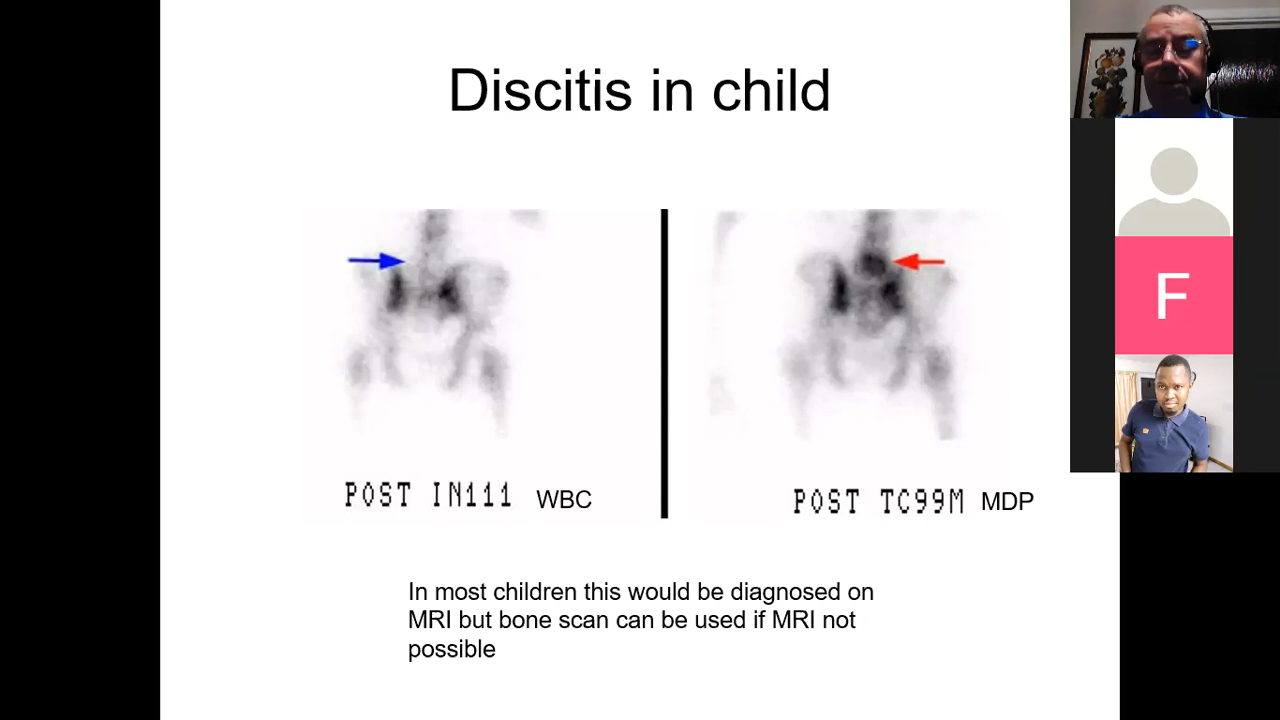 Discitis in child
POST IN111 WBC
POST TC99M MDP
In most children this would be diagnosed on
MRI but bone scan can be used if MRI not
possible
F